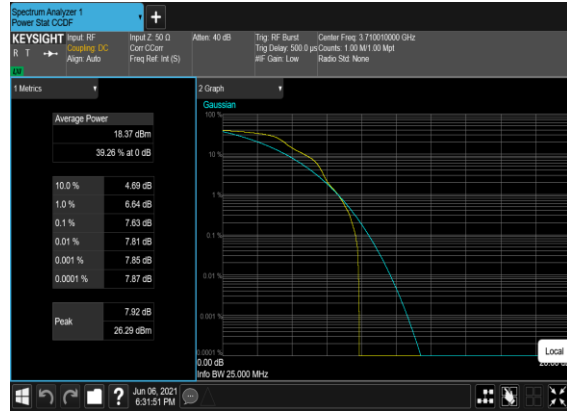 Spectrum Analyzer 1
Power Stat CCDF
KEYSIGHT
R T
Input: RF
Coupling: DC
Align: Auto
Input Z: 50 Ω
Corr CCorr
Freq Ref: Int (S)
Atten: 40 dB
Trig: RF Burst
Trig Delay: 500.0 µs
#IF Gain: Low
Center Freq: 3.710010000 GHz
Counts: 1.00 M/1.00 Mpt
Radio Std: None
1 Metrics
Average Power
18.37 dBm
39.26 % at 0 dB
10.0 % 4.69 dB
1.0 % 6.64 dB
0.1 % 7.63 dB
0.01 % 7.81 dB
0.001 % 7.85 dB
0.0001 % 7.87 dB
Peak
7.92 dB
26.29 dBm
2 Graph
Gaussian
100 %
10 %
1 %
0.1 %
0.01 %
0.001 %
0.0001 %
0.00 dB
Info BW 25.000 MHz
Local
?
Jun 06, 2021
6:31:51 PM